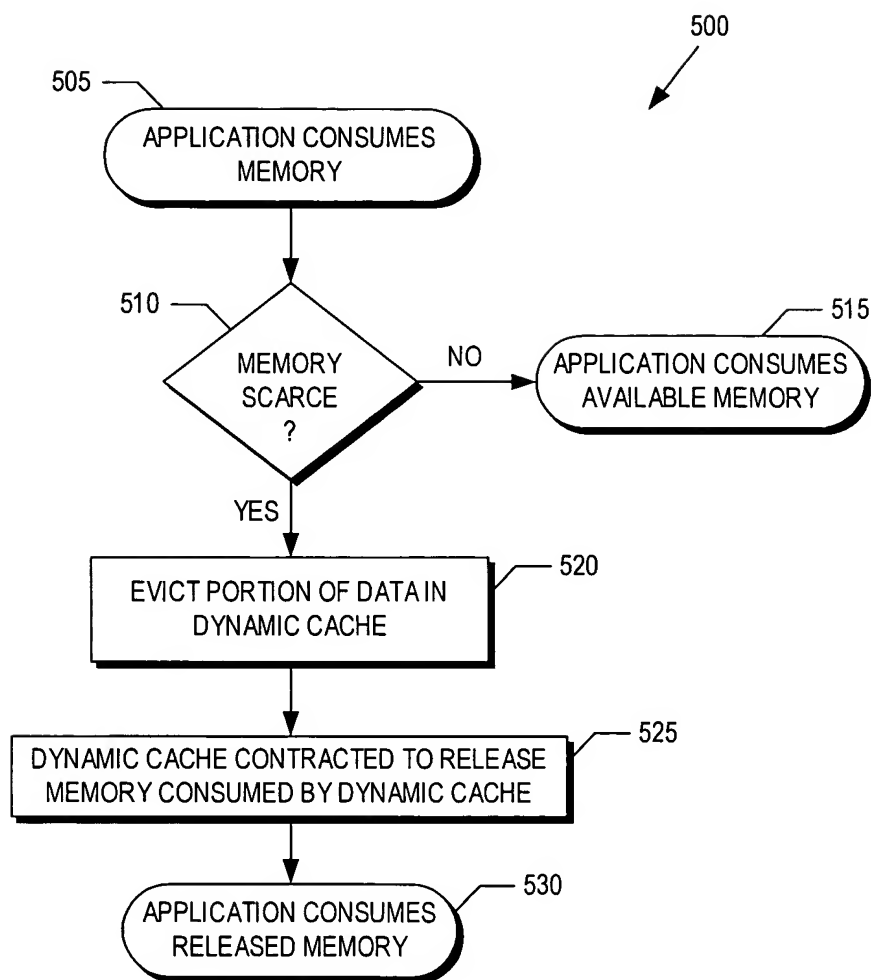 500
505
APPLICATION CONSUMES
MEMORY
510
MEMORY
SCARCE
?
NO
515
APPLICATION CONSUMES
AVAILABLE MEMORY
YES
520
EVICT PORTION OF DATA IN
DYNAMIC CACHE
525
DYNAMIC CACHE CONTRACTED TO RELEASE
MEMORY CONSUMED BY DYNAMIC CACHE
530
APPLICATION CONSUMES
RELEASED MEMORY